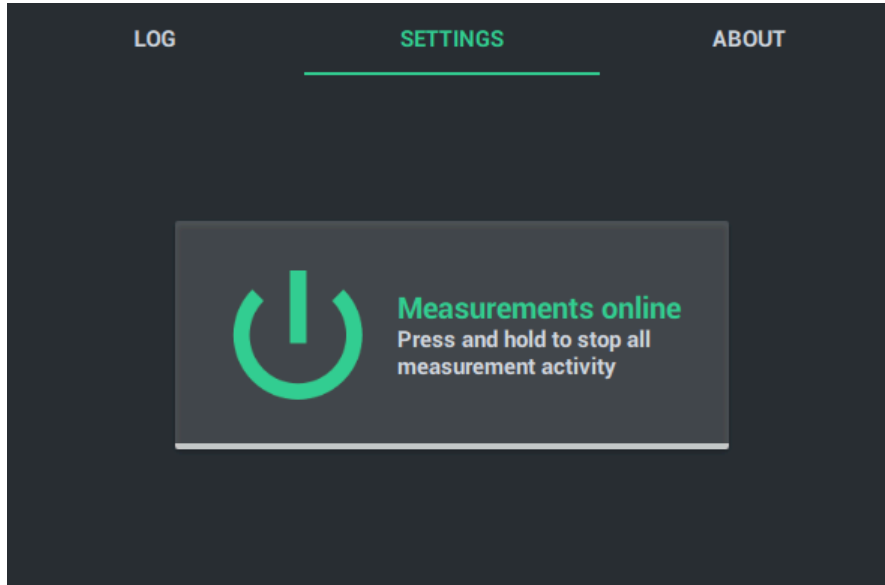 LOG SETTINGS ABOUT
Measurements online
Press and hold to stop all
measurement activity